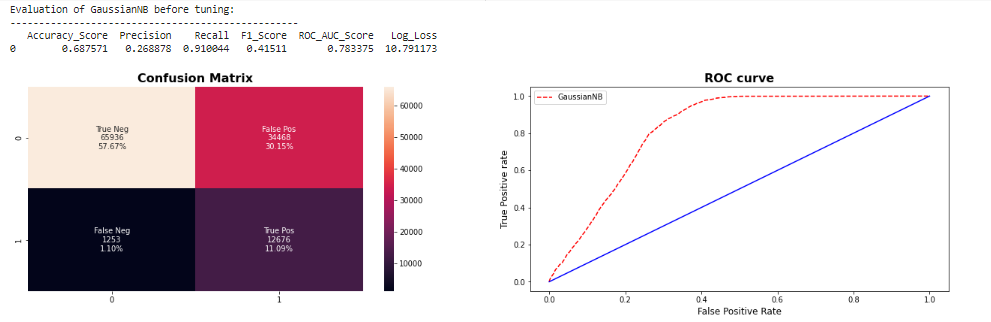 Evaluation of GaussianNB before tuning:
------------------------------------------------
Accuracy_Score Precision Recall F1_Score ROC_AUC_Score Log_Loss
0 0.687571 0.268878 0.910044 0.41511 0.783375 10.791173
Confusion Matrix
True Neg
65936
57.67%
False Pos
34468
30.15%
False Neg
1253
1.10%
True Pos
12676
11.09%
0
1
0
1
60000
50000
40000
30000
20000
10000
ROC curve
GaussianNB
True Positive rate
1.0
0.8
0.6
0.4
0.2
0.0
0.0
0.2
0.4
0.6
0.8
1.0
False Positive Rate